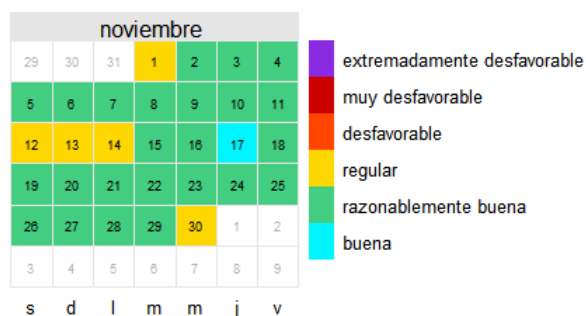 noviembre
29 30 31 1 2 3 4
5 6 7 8 9 10 11
12 13 14 15 16 17 18
19 20 21 22 23 24 25
26 27 28 29 30 1 2
3 4 5 6 7 8 9
s d l m m j v
extremadamente desfavorable
muy desfavorable
desfavorable
regular
razonablemente buena
buena